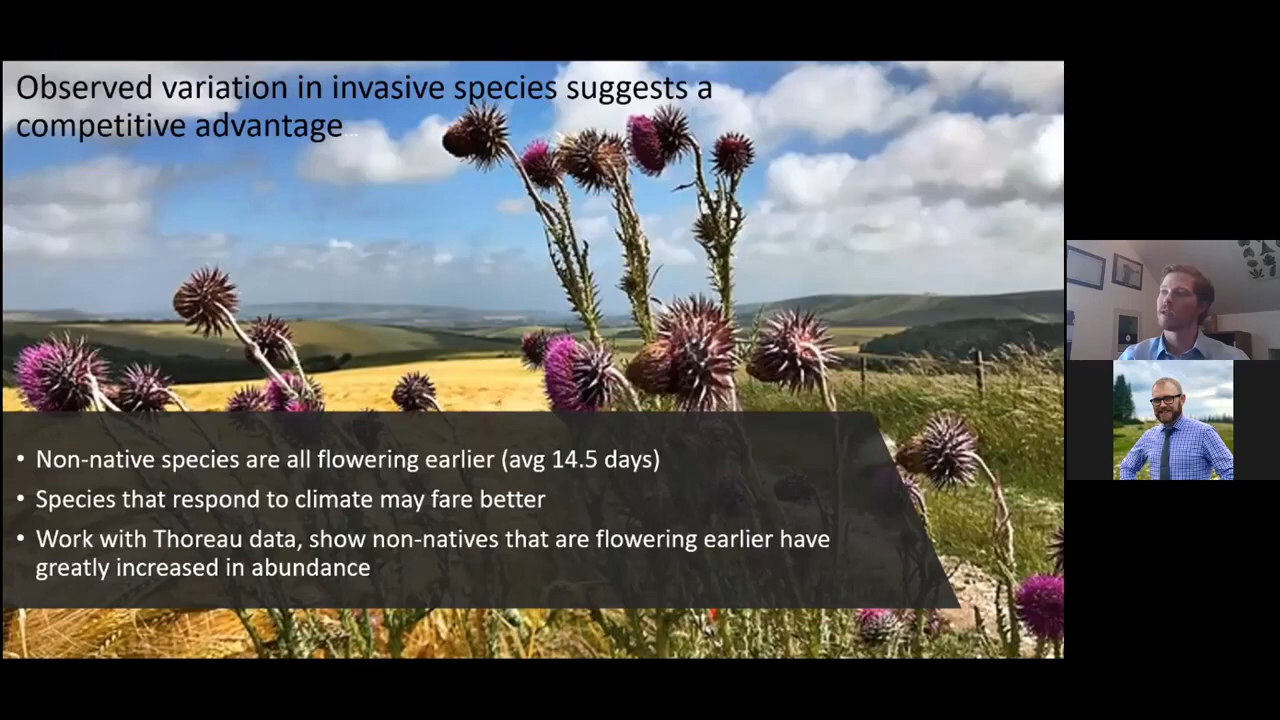 Observed variation in invasive species suggests a
competitive advantage...
• Non-native species are all flowering earlier (avg 14.5 days)
• Species that respond to climate may fare better
• Work with Thoreau data, show non-natives that are flowering earlier have
greatly increased in abundance